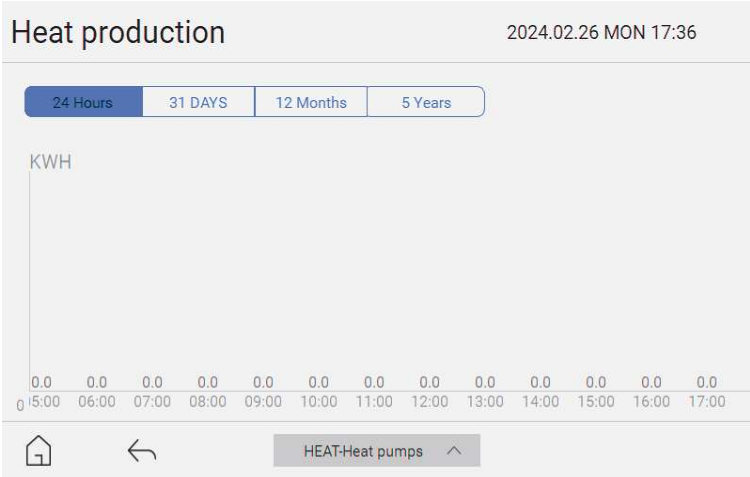 Heat production
2024.02.26 MON 17:36
24 Hours 31 DAYS 12 Months 5 Years
KWH
0.0 0.0 0.0 0.0 0.0 0.0 0.0 0.0 0.0 0.0 0.0 0.0 0.0
0 5:00 06:00 07:00 08:00 09:00 10:00 11:00 12:00 13:00 14:00 15:00 16:00 17:00
HEAT-Heat pumps